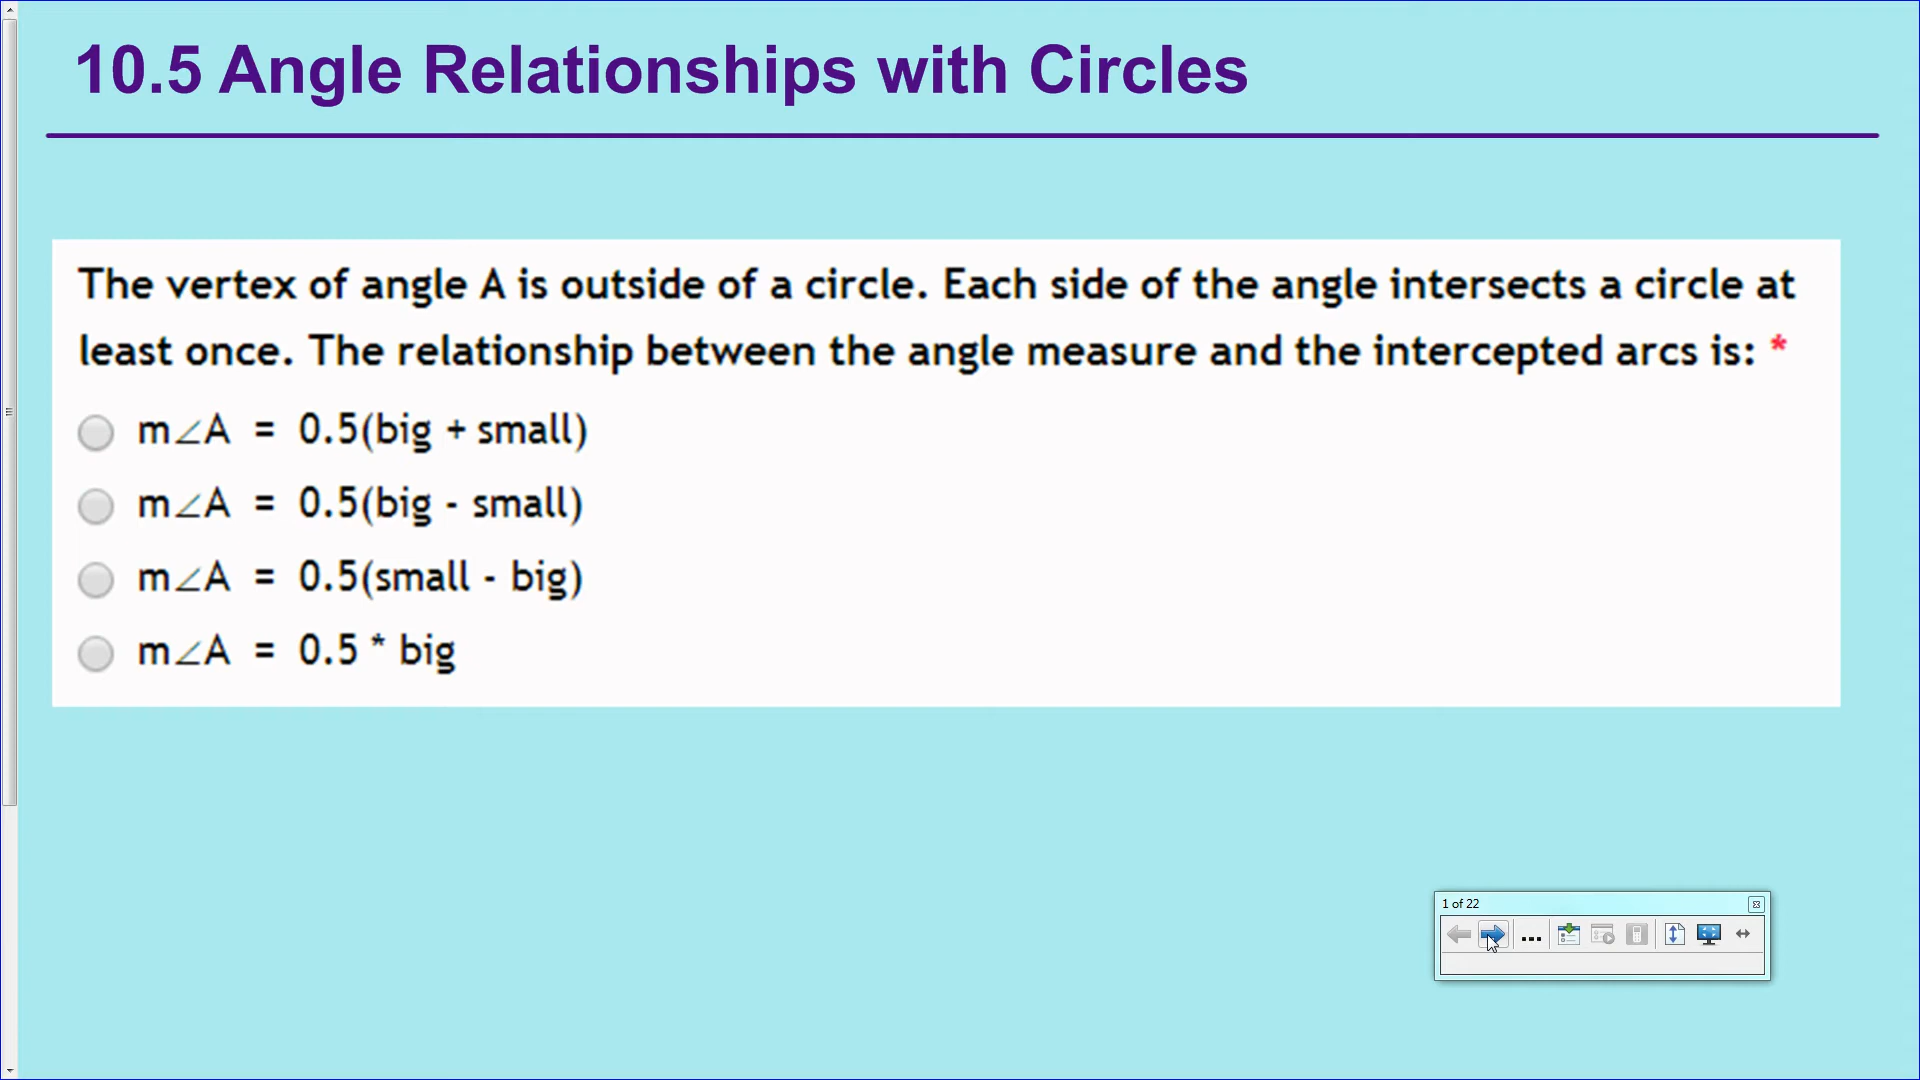 10.5 Angle Relationships with Circles
The vertex of angle A is outside of a circle. Each side of the angle intersects a circle at
least once. The relationship between the angle measure and the intercepted arcs is: *
m∠A = 0.5(big + small)
m∠A = 0.5(big - small)
m∠A = 0.5(small - big)
m∠A = 0.5 * big
1 of 22